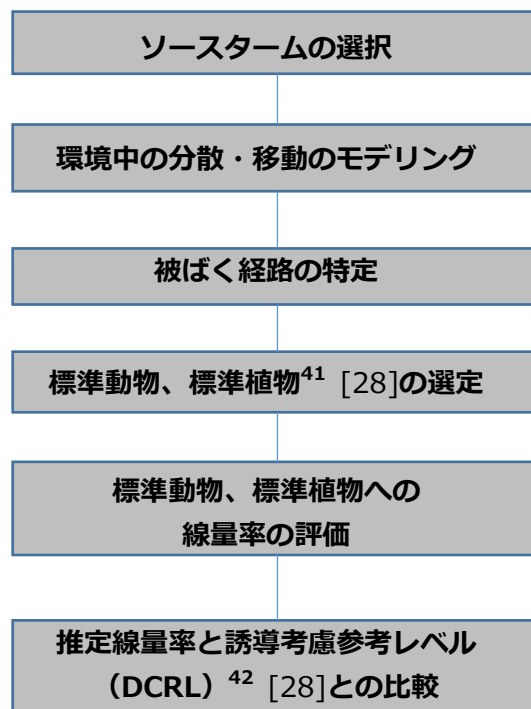 ソースタームの選択
環境中の分散・移動のモデリング
被ばく経路の特定
標準動物、標準植物41 [28]の選定
標準動物、標準植物への
線量率の評価
推定線量率と誘導考慮参考レベル
（DCRL）42 [28]との比較